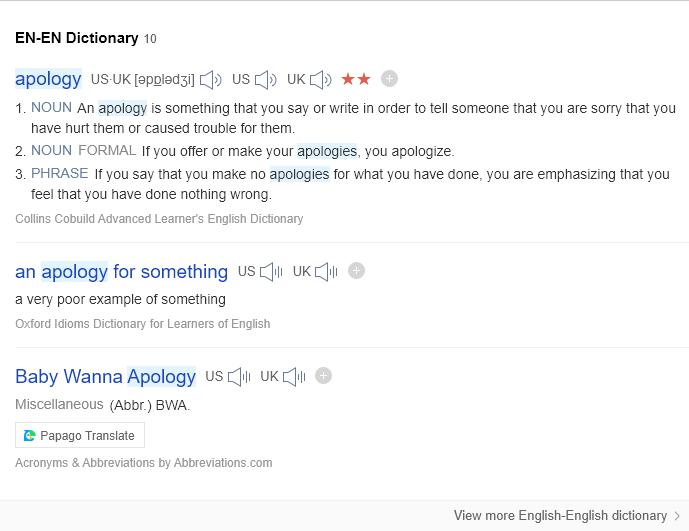 EN-EN Dictionary 10
apology US·UK [əpɒlədʒi] US UK ★★
1. NOUN An apology is something that you say or write in order to tell someone that you are sorry that you
have hurt them or caused trouble for them.
2. NOUN FORMAL If you offer or make your apologies, you apologize.
3. PHRASE If you say that you make no apologies for what you have done, you are emphasizing that you
feel that you have done nothing wrong.
Collins Cobuild Advanced Learner's English Dictionary
an apology for something US UK
a very poor example of something
Oxford Idioms Dictionary for Learners of English
Baby Wanna Apology US UK
Miscellaneous (Abbr.) BWA.
Papago Translate
Acronyms & Abbreviations by Abbreviations.com
View more English-English dictionary >